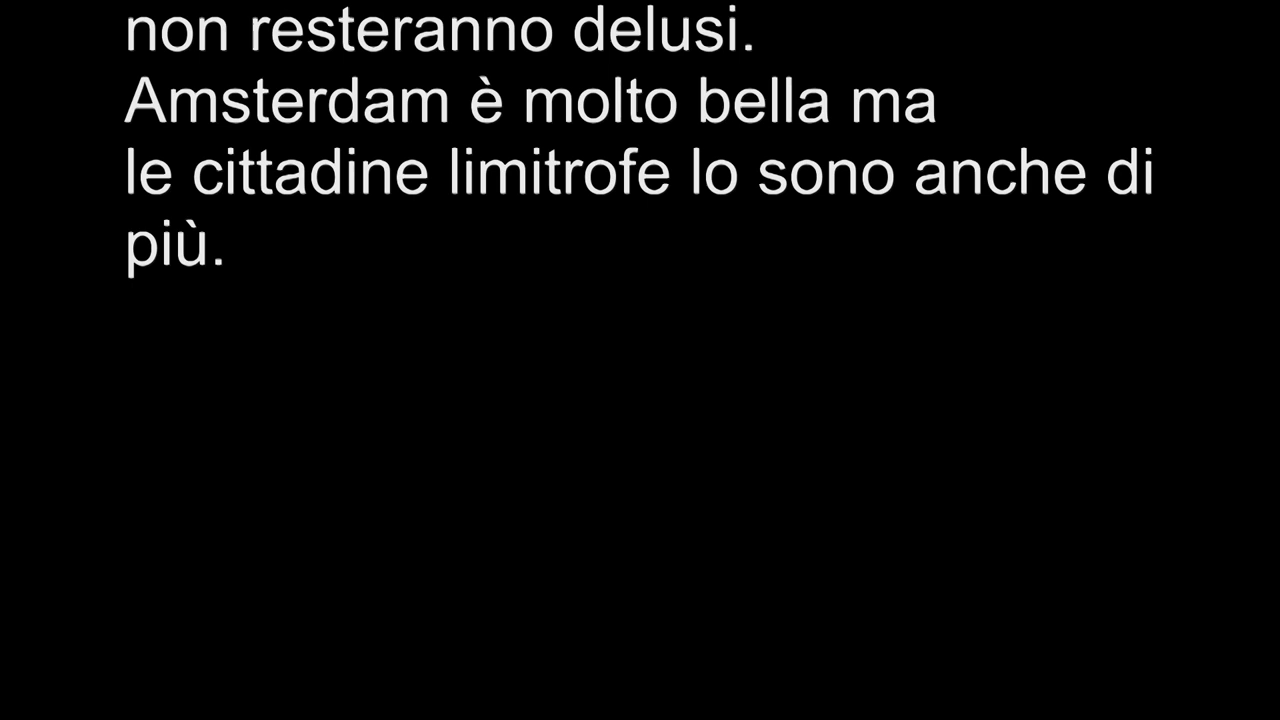 non resteranno delusi.
Amsterdam è molto bella ma
le cittadine limitrofe lo sono anche di
più.